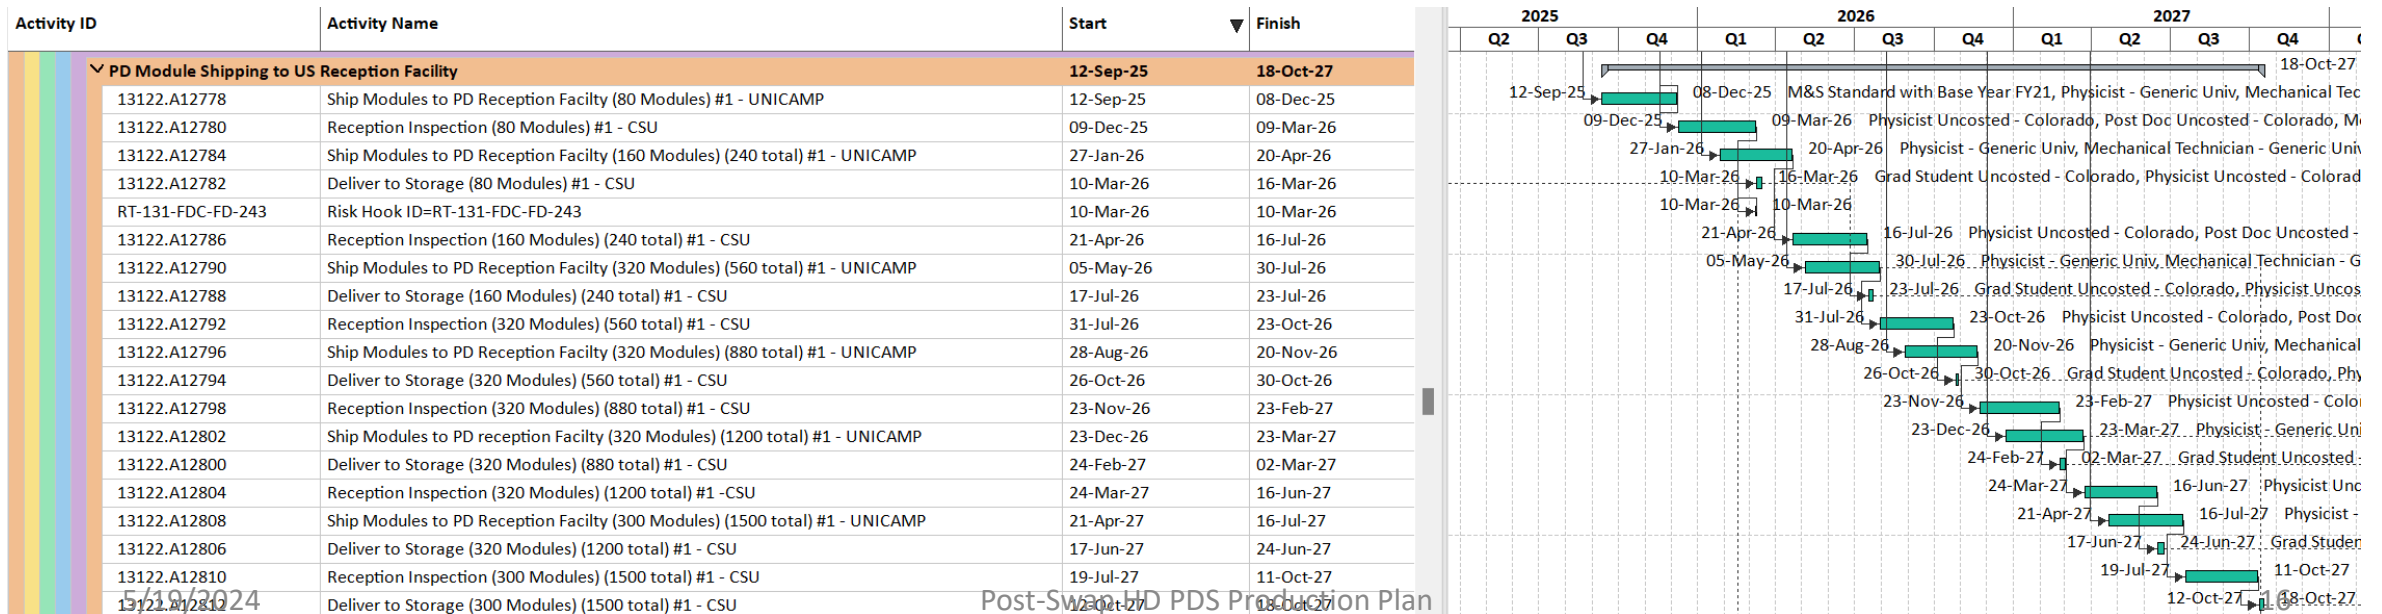 Activity ID Activity Name Start Finish 2025 2026 2027
Q2 Q3 Q4 Q1 Q2 Q3 Q4 Q1 Q2 Q3 Q4
PD Module Shipping to US Reception Facility 12-Sep-25 18-Oct-27 18-Oct-27
13122.A12778 Ship Modules to PD Reception Facilty (80 Modules) #1 - UNICAMP 12-Sep-25 08-Dec-25 12-Sep-25 08-Dec-25 M&S Standard with Base Year FY21, Physicist - Generic Univ, Mechanical Tec
13122.A12780 Reception Inspection (80 Modules) #1 - CSU 09-Dec-25 09-Mar-26 09-Dec-25 09-Mar-26 Physicist Uncosted - Colorado, Post Doc Uncosted - Colorado, M
13122.A12784 Ship Modules to PD Reception Facilty (160 Modules) (240 total) #1 - UNICAMP 27-Jan-26 20-Apr-26 27-Jan-26 20-Apr-26 Physicist - Generic Univ, Mechanical Technician - Generic Univ
13122.A12782 Deliver to Storage (80 Modules) #1 - CSU 10-Mar-26 16-Mar-26 10-Mar-26 16-Mar-26 Grad Student Uncosted - Colorado, Physicist Uncosted - Colorad
RT-131-FDC-FD-243 Risk Hook ID=RT-131-FDC-FD-243 10-Mar-26 10-Mar-26 10-Mar-26 10-Mar-26
13122.A12786 Reception Inspection (160 Modules) (240 total) #1 - CSU 21-Apr-26 16-Jul-26 21-Apr-26 16-Jul-26 Physicist Uncosted - Colorado, Post Doc Uncosted -
13122.A12790 Ship Modules to PD Reception Facilty (320 Modules) (560 total) #1 - UNICAMP 05-May-26 30-Jul-26 05-May-26 30-Jul-26 Physicist - Generic Univ, Mechanical Technician - G
13122.A12788 Deliver to Storage (160 Modules) (240 total) #1 - CSU 17-Jul-26 23-Jul-26 17-Jul-26 23-Jul-26 Grad Student Uncosted - Colorado, Physicist Uncos
13122.A12792 Reception Inspection (320 Modules) (560 total) #1 - CSU 31-Jul-26 23-Oct-26 31-Jul-26 23-Oct-26 Physicist Uncosted - Colorado, Post Doc
13122.A12796 Ship Modules to PD Reception Facilty (320 Modules) (880 total) #1 - UNICAMP 28-Aug-26 20-Nov-26 28-Aug-26 20-Nov-26 Physicist - Generic Univ, Mechanical
13122.A12794 Deliver to Storage (320 Modules) (560 total) #1 - CSU 26-Oct-26 30-Oct-26 26-Oct-26 30-Oct-26 Grad Student Uncosted - Colorado, Phy
13122.A12798 Reception Inspection (320 Modules) (880 total) #1 - CSU 23-Nov-26 23-Feb-27 23-Nov-26 23-Feb-27 Physicist Uncosted - Color
13122.A12802 Ship Modules to PD reception Facilty (320 Modules) (1200 total) #1 - UNICAMP 23-Dec-26 23-Mar-27 23-Dec-26 23-Mar-27 Physicist - Generic Uni
13122.A12800 Deliver to Storage (320 Modules) (880 total) #1 - CSU 24-Feb-27 02-Mar-27 24-Feb-27 02-Mar-27 Grad Student Uncosted -
13122.A12804 Reception Inspection (320 Modules) (1200 total) #1 -CSU 24-Mar-27 16-Jun-27 24-Mar-27 16-Jun-27 Physicist Unc
13122.A12808 Ship Modules to PD Reception Facilty (300 Modules) (1500 total) #1 - UNICAMP 21-Apr-27 16-Jul-27 21-Apr-27 16-Jul-27 Physicist -
13122.A12806 Deliver to Storage (320 Modules) (1200 total) #1 - CSU 17-Jun-27 24-Jun-27 17-Jun-27 24-Jun-27 Grad Studen
13122.A12810 Reception Inspection (300 Modules) (1500 total) #1 - CSU 19-Jul-27 11-Oct-27 19-Jul-27 11-Oct-27 11-Oct-27
13122.A12812 Deliver to Storage (300 Modules) (1500 total) #1 - CSU 12-Oct-27 18-Oct-27 12-Oct-27 18-Oct-27
5/19/2024 Post-Swap HD PDS Production Plan 16